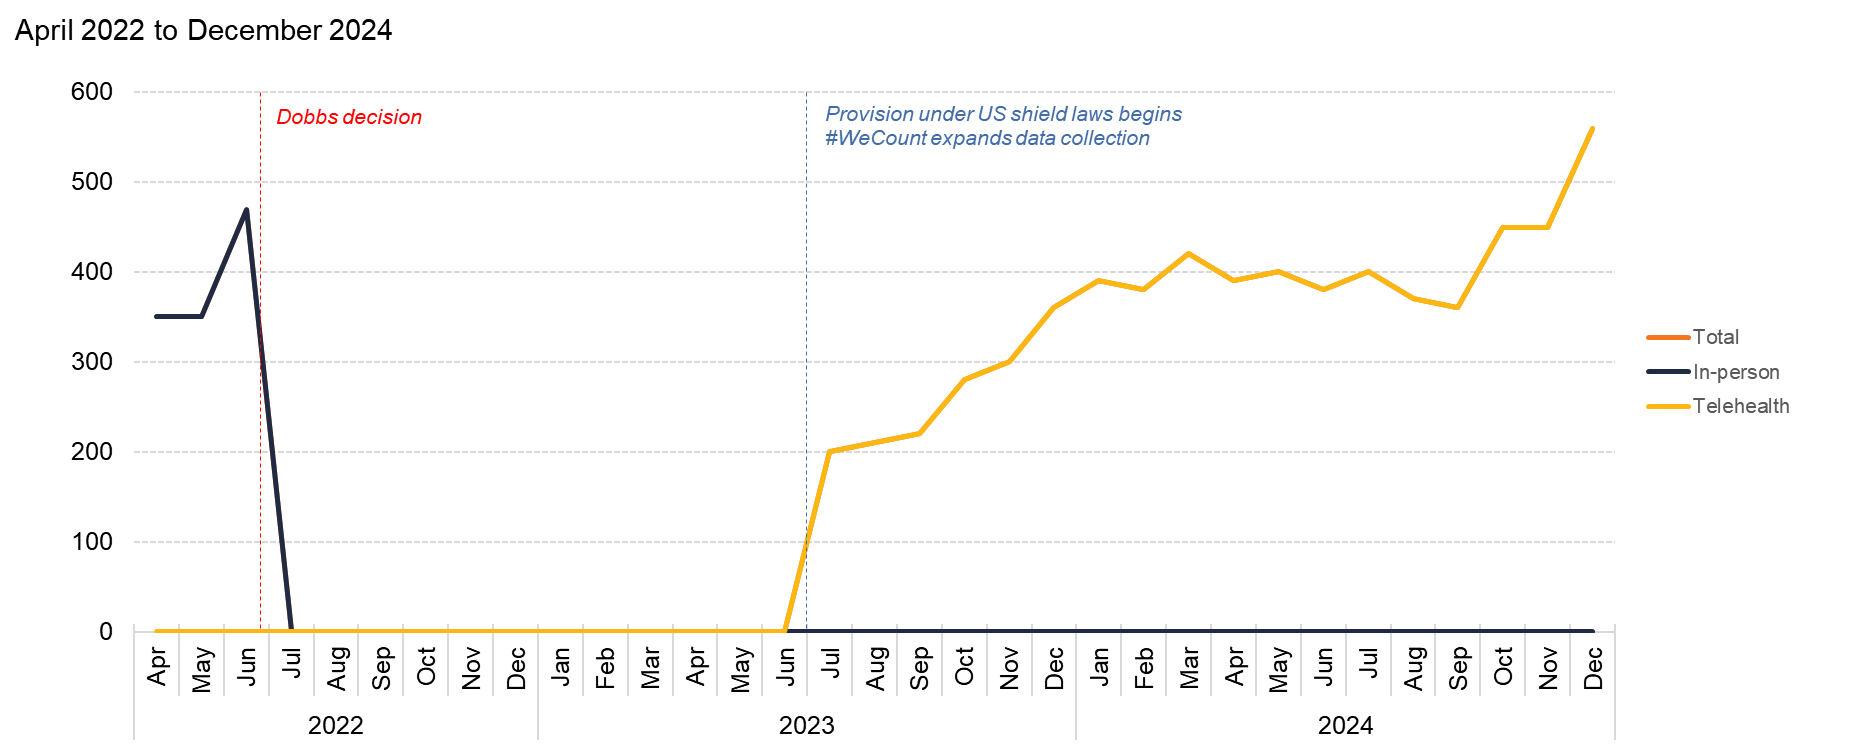 April 2022 to December 2024
600
500
400
300
200
100
0
Dobbs decision
Provision under US shield laws begins
#WeCount expands data collection
Total
In-person
Telehealth
Apr May Jun Jul Aug Sep Oct Nov Dec Jan Feb Mar Apr May Jun Jul Aug Sep Oct Nov Dec Jan Feb Mar Apr May Jun Jul Aug Sep Oct Nov Dec
2022 2023 2024